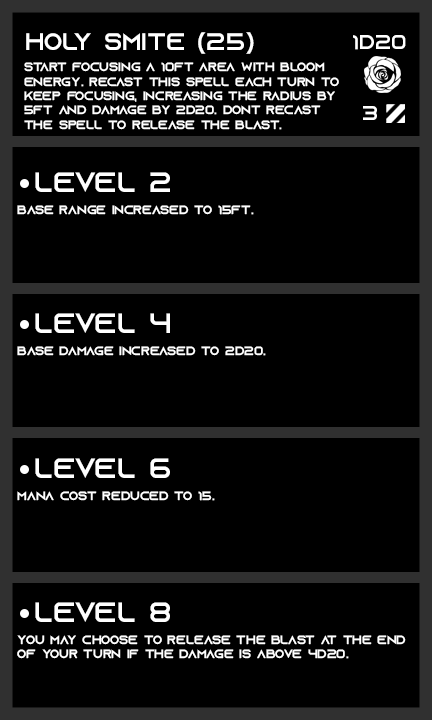 HOLY SMITE (25)
1D20
START FOCUSING A 10FT AREA WITH BLOOM
ENERGY. RECAST THIS SPELL EACH TURN TO
KEEP FOCUSING, INCREASING THE RADIUS BY
5FT AND DAMAGE BY 2D20. DONT RECAST
THE SPELL TO RELEASE THE BLAST.
3
•LEVEL 2
BASE RANGE INCREASED TO 15FT.
•LEVEL 4
BASE DAMAGE INCREASED TO 2D20.
•LEVEL 6
MANA COST REDUCED TO 15.
•LEVEL 8
YOU MAY CHOOSE TO RELEASE THE BLAST AT THE END
OF YOUR TURN IF THE DAMAGE IS ABOVE 4D20.